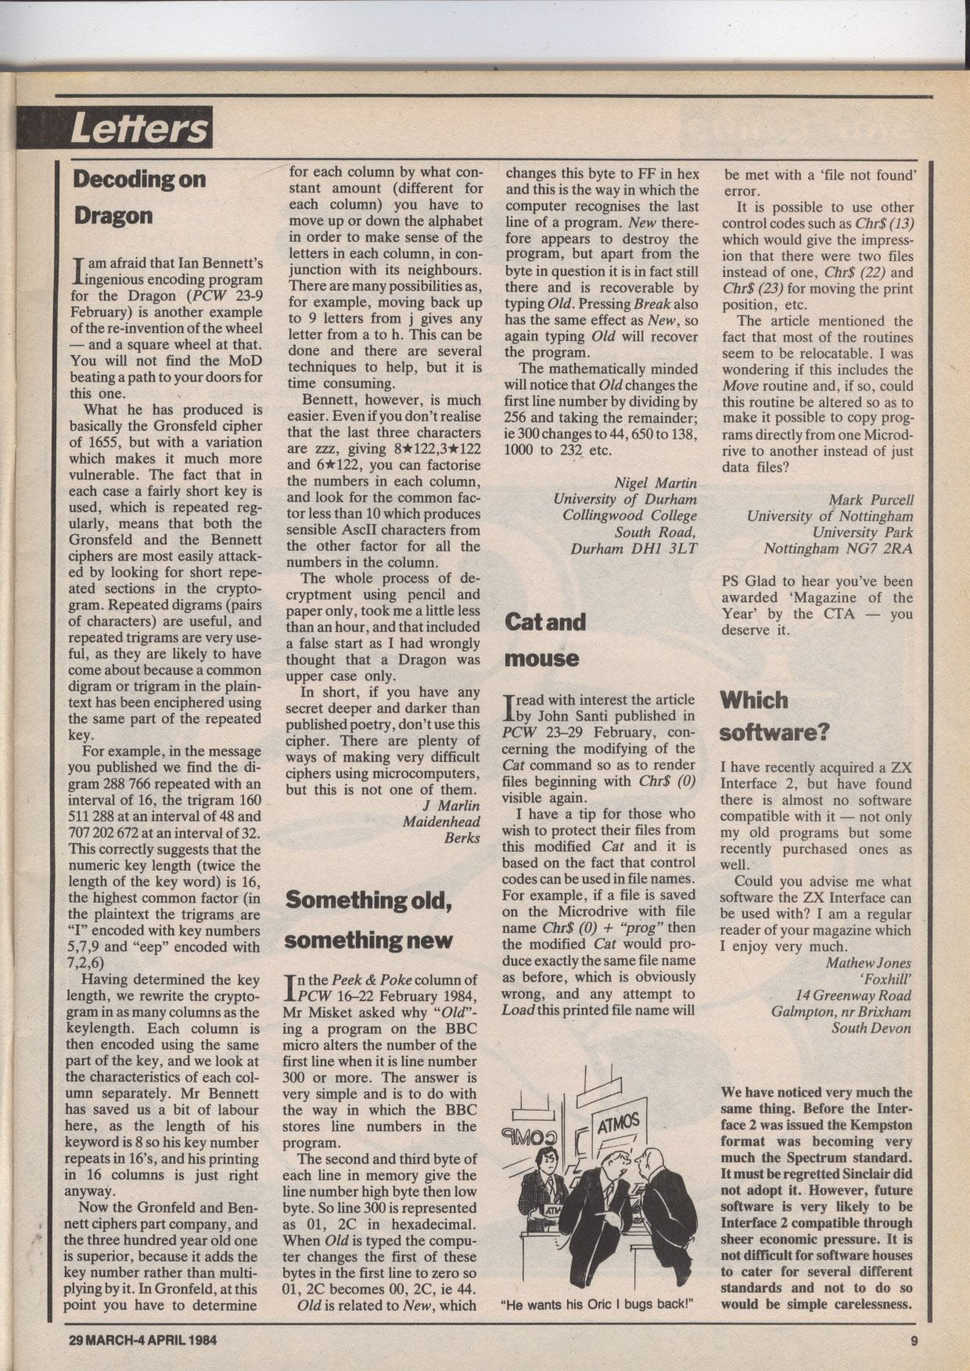 Letters
Decoding on
Dragon
I am afraid that Ian Bennett's
ingenious encoding program
for the Dragon (PCW 23-9
February) is another example
of the re-invention of the wheel
— and a square wheel at that.
You will not find the MoD
beating a path to your doors for
this one.
What he has produced is
basically the Gronsfeld cipher
of 1655, but with a variation
which makes it much more
vulnerable. The fact that in
each case a fairly short key is
used, which is repeated reg-
ularly, means that both the
Gronsfeld and the Bennett
ciphers are most easily attack-
ed by looking for short repe-
ated sections in the crypto-
gram. Repeated digrams (pairs
of characters) are useful, and
repeated trigrams are very use-
ful, as they are likely to have
come about because a common
digram or trigram in the plain-
text has been enciphered using
the same part of the repeated
key.
For example, in the message
you published we find the di-
gram 288 766 repeated with an
interval of 16, the trigram 160
511 288 at an interval of 48 and
707 202 672 at an interval of 32.
This correctly suggests that the
numeric key length (twice the
length of the key word) is 16,
the highest common factor (in
the plaintext the trigrams are
"I" encoded with key numbers
5,7,9 and "eep" encoded with
7,2,6)
Having determined the key
length, we rewrite the crypto-
gram in as many columns as the
keylength. Each column is
then encoded using the same
part of the key, and we look at
the characteristics of each col-
umn separately. Mr Bennett
has saved us a bit of labour
here, as the length of his
keyword is 8 so his key number
repeats in 16's, and his printing
in 16 columns is just right
anyway.
Now the Gronfeld and Ben-
nett ciphers part company, and
the three hundred year old one
is superior, because it adds the
key number rather than multi-
plying by it. In Gronfeld, at this
point you have to determine
for each column by what con-
stant amount (different for
each column) you have to
move up or down the alphabet
in order to make sense of the
letters in each column, in con-
junction with its neighbours.
There are many possibilities as,
for example, moving back up
to 9 letters from j gives any
letter from a to h. This can be
done and there are several
techniques to help, but it is
time consuming.
Bennett, however, is much
easier. Even if you don't realise
that the last three characters
are zzz, giving 8★122,3★122
and 6★122, you can factorise
the numbers in each column,
and look for the common fac-
tor less than 10 which produces
sensible AscII characters from
the other factor for all the
numbers in the column.
The whole process of de-
cryptment using pencil and
paper only, took me a little less
than an hour, and that included
a false start as I had wrongly
thought that a Dragon was
upper case only.
In short, if you have any
secret deeper and darker than
published poetry, don't use this
cipher. There are plenty of
ways of making very difficult
ciphers using microcomputers,
but this is not one of them.
J Marlin
Maidenhead
Berks
Something old,
something new
In the Peek & Poke column of
PCW 16–22 February 1984,
Mr Misket asked why "Old"-
ing a program on the BBC
micro alters the number of the
first line when it is line number
300 or more. The answer is
very simple and is to do with
the way in which the BBC
stores line numbers in the
program.
The second and third byte of
each line in memory give the
line number high byte then low
byte. So line 300 is represented
as 01, 2C in hexadecimal.
When Old is typed the compu-
ter changes the first of these
bytes in the first line to zero so
01, 2C becomes 00, 2C, ie 44.
Old is related to New, which
changes this byte to FF in hex
and this is the way in which the
computer recognises the last
line of a program. New there-
fore appears to destroy the
program, but apart from the
byte in question it is in fact still
there and is recoverable by
typing Old. Pressing Break also
has the same effect as New, so
again typing Old will recover
the program.
The mathematically minded
will notice that Old changes the
first line number by dividing by
256 and taking the remainder;
ie 300 changes to 44, 650 to 138,
1000 to 232 etc.
Nigel Martin
University of Durham
Collingwood College
South Road,
Durham DH1 3LT
Cat and
mouse
I read with interest the article
by John Santi published in
PCW 23–29 February, con-
cerning the modifying of the
Cat command so as to render
files beginning with Chr$ (0)
visible again.
I have a tip for those who
wish to protect their files from
this modified Cat and it is
based on the fact that control
codes can be used in file names.
For example, if a file is saved
on the Microdrive with file
name Chr$ (0) + "prog" then
the modified Cat would pro-
duce exactly the same file name
as before, which is obviously
wrong, and any attempt to
Load this printed file name will
COMP
ATMOS
ATM
"He wants his Oric I bugs back!"
be met with a 'file not found'
error.
It is possible to use other
control codes such as Chr$ (13)
which would give the impress-
ion that there were two files
instead of one, Chr$ (22) and
Chr$ (23) for moving the print
position, etc.
The article mentioned the
fact that most of the routines
seem to be relocatable. I was
wondering if this includes the
Move routine and, if so, could
this routine be altered so as to
make it possible to copy prog-
rams directly from one Microd-
rive to another instead of just
data files?
Mark Purcell
University of Nottingham
University Park
Nottingham NG7 2RA
PS Glad to hear you've been
awarded 'Magazine of the
Year' by the CTA — you
deserve it.
Which
software?
I have recently acquired a ZX
Interface 2, but have found
there is almost no software
compatible with it — not only
my old programs but some
recently purchased ones as
well.
Could you advise me what
software the ZX Interface can
be used with? I am a regular
reader of your magazine which
I enjoy very much.
Mathew Jones
'Foxhill'
14 Greenway Road
Galmpton, nr Brixham
South Devon
We have noticed very much the
same thing. Before the Inter-
face 2 was issued the Kempston
format was becoming very
much the Spectrum standard.
It must be regretted Sinclair did
not adopt it. However, future
software is very likely to be
Interface 2 compatible through
sheer economic pressure. It is
not difficult for software houses
to cater for several different
standards and not to do so
would be simple carelessness.
29 MARCH-4 APRIL 1984
9